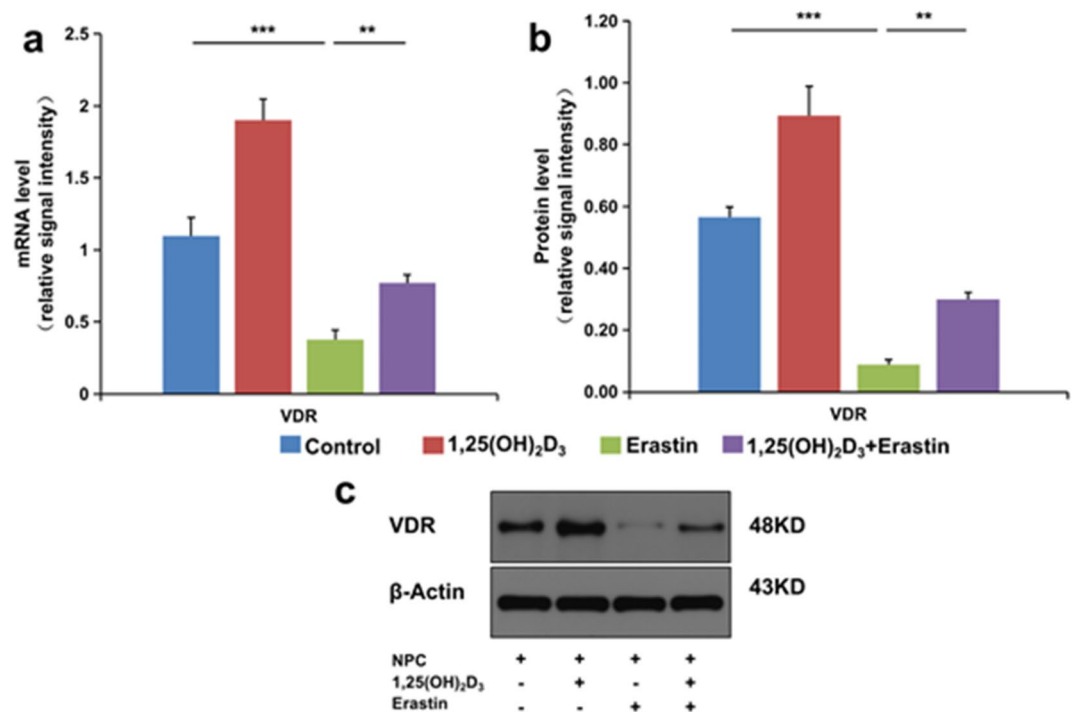 a
***
**
2.5
2
1.5
1
0.5
0
mRNA level
(relative signal intensity)
VDR
b
***
**
1.20
1.00
0.80
0.60
0.40
0.20
0.00
Protein level
(relative signal intensity)
VDR
Control 1,25(OH)₂D₃ Erastin 1,25(OH)₂D₃+Erastin
c
VDR 48KD
β-Actin 43KD
NPC + + + +
1,25(OH)₂D₃ - + - +
Erastin - - + +